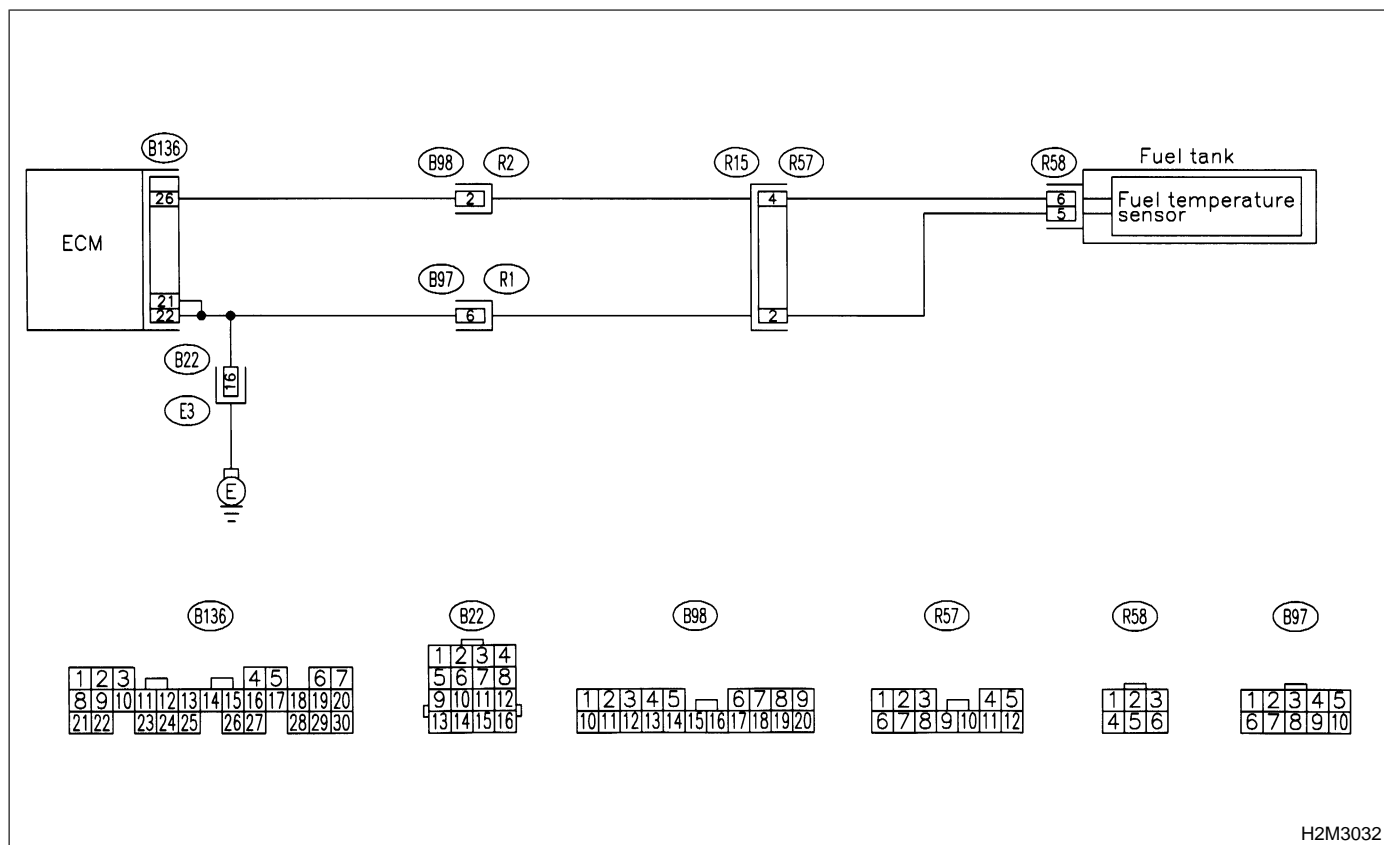 B136 B98 R2 R15 R57 R58 Fuel tank
26 2 4 6 Fuel temperature
5 sensor
ECM
B97 R1
21
22 6 2
B22
16
E3
E
B136 B22 B98 R57 R58 B97
1 2 3 4 5 6 7
8 9 10 11 12 13 14 15 16 17 18 19 20
21 22 23 24 25 26 27 28 29 30
1 2 3 4
5 6 7 8
9 10 11 12
13 14 15 16
1 2 3 4 5 6 7 8 9
10 11 12 13 14 15 16 17 18 19 20
1 2 3 4 5
6 7 8 9 10 11 12
1 2 3
4 5 6
1 2 3 4 5
6 7 8 9 10
H2M3032